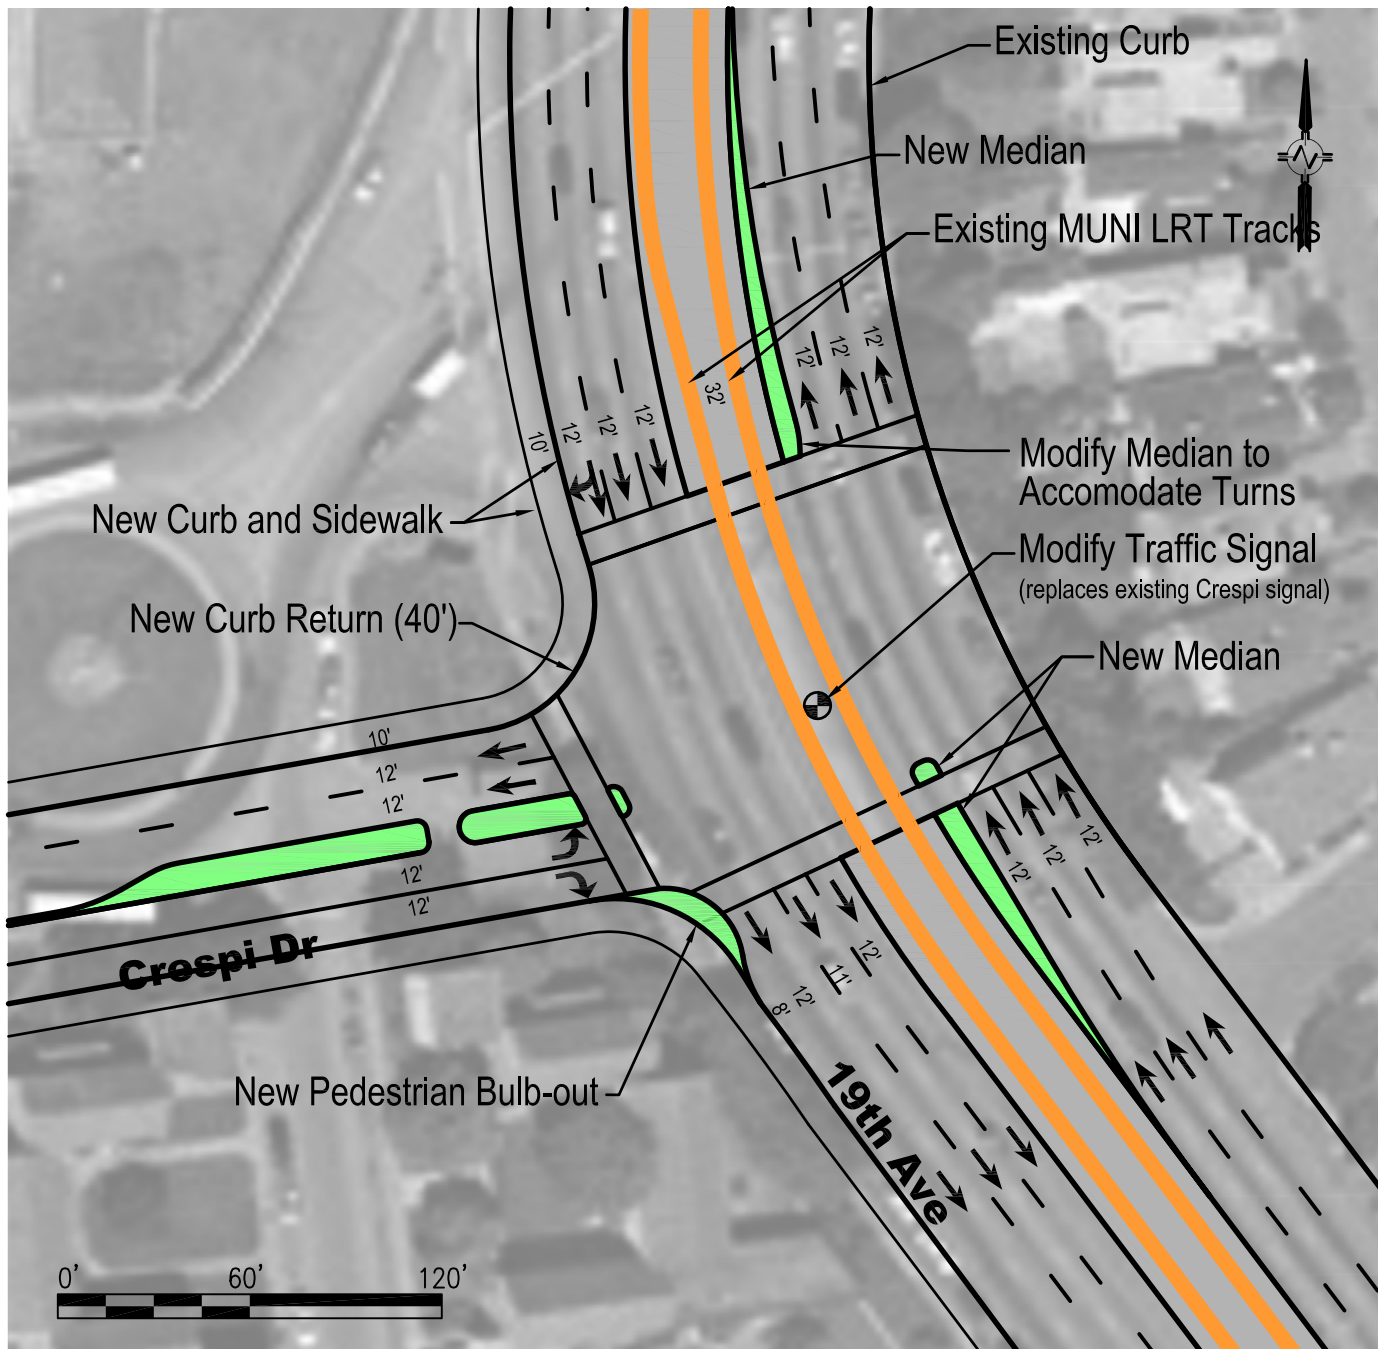 Existing Curb
New Median
Existing MUNI LRT Tracks
12'
12'
12'
32'
12'
12'
12'
10'
Modify Median to
Accomodate Turns
New Curb and Sidewalk
Modify Traffic Signal
(replaces existing Crespi signal)
New Curb Return (40')
New Median
10'
12'
12'
12'
12'
12'
12'
12'
Crespi Dr
12'
11'
12'
8'
New Pedestrian Bulb-out
19th Ave
0' 60' 120'